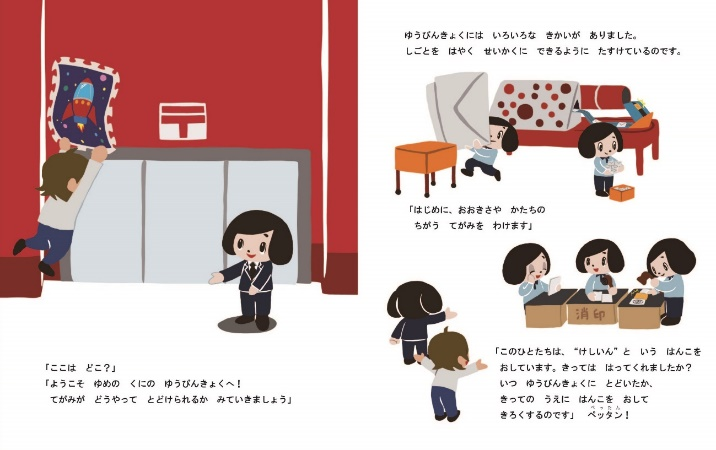 「ここは　どこ？」
「ようこそ　ゆめの　くにの　ゆうびんきょくへ！
てがみが　どうやって　とどけられるか　みていきましょう」
ゆうびんきょくには　いろいろな　きかいが　ありました。
しごとを　はやく　せいかくに　できるように　たすけているのです。
「はじめに、おおきさや　かたちの
ちがう　てがみを　わけます」
消印
「このひとたちは、“けしいん”と　いう　はんこを
おしています。きっては　はってくれましたか？
いつ　ゆうびんきょくに　とどいたか、
きっての　うえに　はんこを　おして
きろくするのです」　ペッタン！
ぺったん